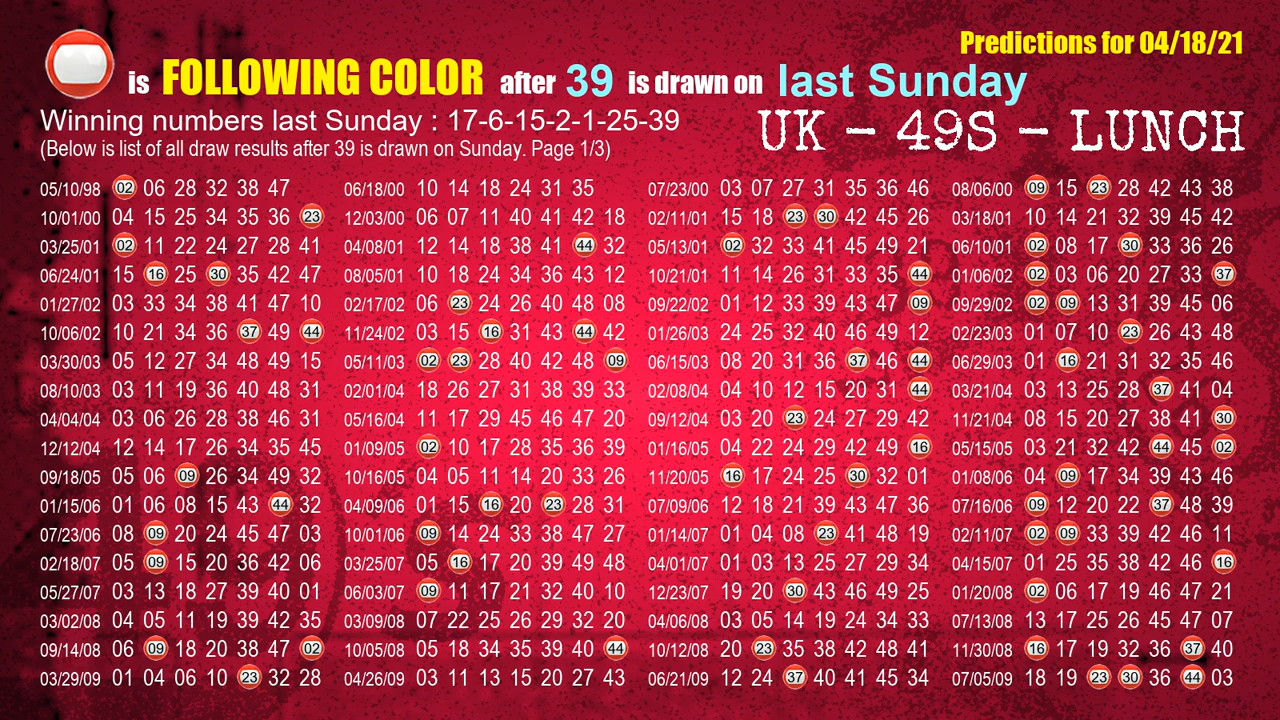 Predictions for 04/18/21
is FOLLOWING COLOR after 39 is drawn on last Sunday
Winning numbers last Sunday : 17-6-15-2-1-25-39
UK - 49S - LUNCH
(Below is list of all draw results after 39 is drawn on Sunday. Page 1/3)
05/10/98 02 06 28 32 38 47 06/18/00 10 14 18 24 31 35 07/23/00 03 07 27 31 35 36 46 08/06/00 09 15 23 28 42 43 38
10/01/00 04 15 25 34 35 36 23 12/03/00 06 07 11 40 41 42 18 02/11/01 15 18 23 30 42 45 26 03/18/01 10 14 21 32 39 45 42
03/25/01 02 11 22 24 27 28 41 04/08/01 12 14 18 38 41 44 32 05/13/01 02 32 33 41 45 49 21 06/10/01 02 08 17 30 33 36 26
06/24/01 15 16 25 30 35 42 47 08/05/01 10 18 24 34 36 43 12 10/21/01 11 14 26 31 33 35 44 01/06/02 02 03 06 20 27 33 37
01/27/02 03 33 34 38 41 47 10 02/17/02 06 23 24 26 40 48 08 09/22/02 01 12 33 39 43 47 09 09/29/02 02 09 13 31 39 45 06
10/06/02 10 21 34 36 37 49 44 11/24/02 03 15 16 31 43 44 42 01/26/03 24 25 32 40 46 49 12 02/23/03 01 07 10 23 26 43 48
03/30/03 05 12 27 34 48 49 15 05/11/03 02 23 28 40 42 48 09 06/15/03 08 20 31 36 37 46 44 06/29/03 01 16 21 31 32 35 46
08/10/03 03 11 19 36 40 48 31 02/01/04 18 26 27 31 38 39 33 02/08/04 04 10 12 15 20 31 44 03/21/04 03 13 25 28 37 41 04
04/04/04 03 06 26 28 38 46 31 05/16/04 11 17 29 45 46 47 20 09/12/04 03 20 23 24 27 29 42 11/21/04 08 15 20 27 38 41 30
12/12/04 12 14 17 26 34 35 45 01/09/05 02 10 17 28 35 36 39 01/16/05 04 22 24 29 42 49 16 05/15/05 03 21 32 42 44 45 02
09/18/05 05 06 09 26 34 49 32 10/16/05 04 05 11 14 20 33 26 11/20/05 16 17 24 25 30 32 01 01/08/06 04 09 17 34 39 43 46
01/15/06 01 06 08 15 43 44 32 04/09/06 01 15 16 20 23 28 31 07/09/06 12 18 21 39 43 47 36 07/16/06 09 12 20 22 37 48 39
07/23/06 08 09 20 24 45 47 03 10/01/06 09 14 24 33 38 47 27 01/14/07 01 04 08 23 41 48 19 02/11/07 02 09 33 39 42 46 11
02/18/07 05 09 15 20 36 42 06 03/25/07 05 16 17 20 39 49 48 04/01/07 01 03 13 25 27 29 34 04/15/07 01 25 35 38 42 46 16
05/27/07 03 13 18 27 39 40 01 06/03/07 09 11 17 21 32 40 10 12/23/07 19 20 30 43 46 49 25 01/20/08 02 06 17 19 46 47 21
03/02/08 04 05 11 19 39 42 35 03/09/08 07 22 25 26 29 32 20 04/06/08 03 05 14 19 24 34 33 07/13/08 13 17 25 26 45 47 07
09/14/08 06 09 18 20 38 47 02 10/05/08 05 18 34 35 39 40 44 10/12/08 20 23 35 38 39 45 34 11/30/08 16 17 19 32 36 37 40
03/29/09 01 04 06 10 23 32 28 04/26/09 03 11 13 15 20 27 43 06/21/09 12 24 37 40 41 45 34 07/05/09 18 19 23 30 36 44 03